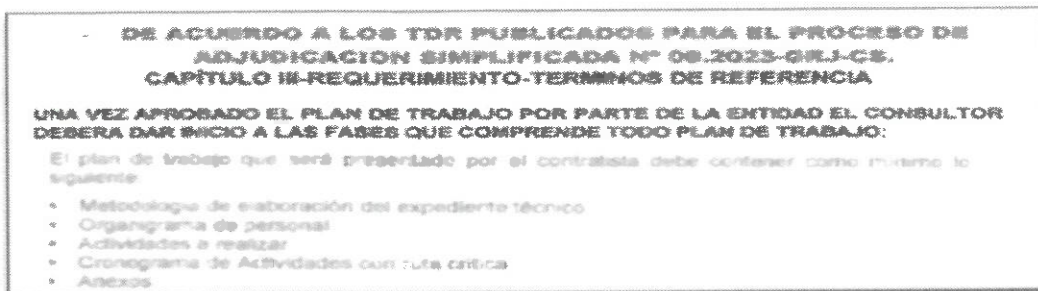 - DE ACUERDO A LOS TDR PUBLICADOS PARA EL PROCESO DE
ADJUDICACION SIMPLIFICADA Nº 08.2023-GRJ-CS.
CAPÍTULO III-REQUERIMIENTO-TERMINOS DE REFERENCIA
UNA VEZ APROBADO EL PLAN DE TRABAJO POR PARTE DE LA ENTIDAD EL CONSULTOR
DEBERA DAR INICIO A LAS FASES QUE COMPRENDE TODO PLAN DE TRABAJO:
El plan de trabajo que será presentado por el contratista debe contener como mínimo lo
siguiente
• Metodología de elaboración del expediente técnico
• Organigrama de personal
• Actividades a realizar
• Cronograma de Actividades con ruta critica
• Anexos